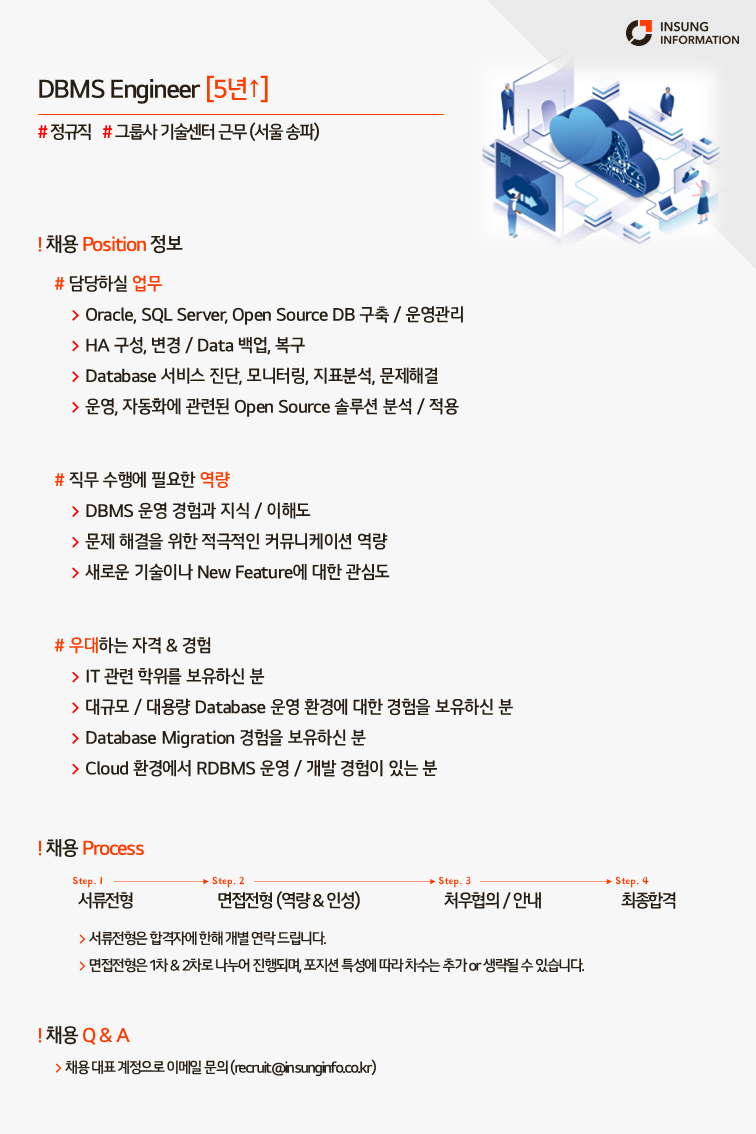 INSUNG
INFORMATION
DBMS Engineer [5년↑]
# 정규직 # 그룹사 기술센터 근무 (서울 송파)
! 채용 Position 정보
# 담당하실 업무
> Oracle, SQL Server, Open Source DB 구축 / 운영관리
> HA 구성, 변경 / Data 백업, 복구
> Database 서비스 진단, 모니터링, 지표분석, 문제해결
> 운영, 자동화에 관련된 Open Source 솔루션 분석 / 적용
# 직무 수행에 필요한 역량
> DBMS 운영 경험과 지식 / 이해도
> 문제 해결을 위한 적극적인 커뮤니케이션 역량
> 새로운 기술이나 New Feature에 대한 관심도
# 우대하는 자격 & 경험
> IT 관련 학위를 보유하신 분
> 대규모 / 대용량 Database 운영 환경에 대한 경험을 보유하신 분
> Database Migration 경험을 보유하신 분
> Cloud 환경에서 RDBMS 운영 / 개발 경험이 있는 분
! 채용 Process
Step. 1 Step. 2 Step. 3 Step. 4
서류전형 면접전형 (역량 & 인성) 처우협의 / 안내 최종합격
> 서류전형은 합격자에 한해 개별 연락 드립니다.
> 면접전형은 1차 & 2차로 나누어 진행되며, 포지션 특성에 따라 차수는 추가 or 생략될 수 있습니다.
! 채용 Q & A
> 채용 대표 계정으로 이메일 문의 (recruit@insunginfo.co.kr)